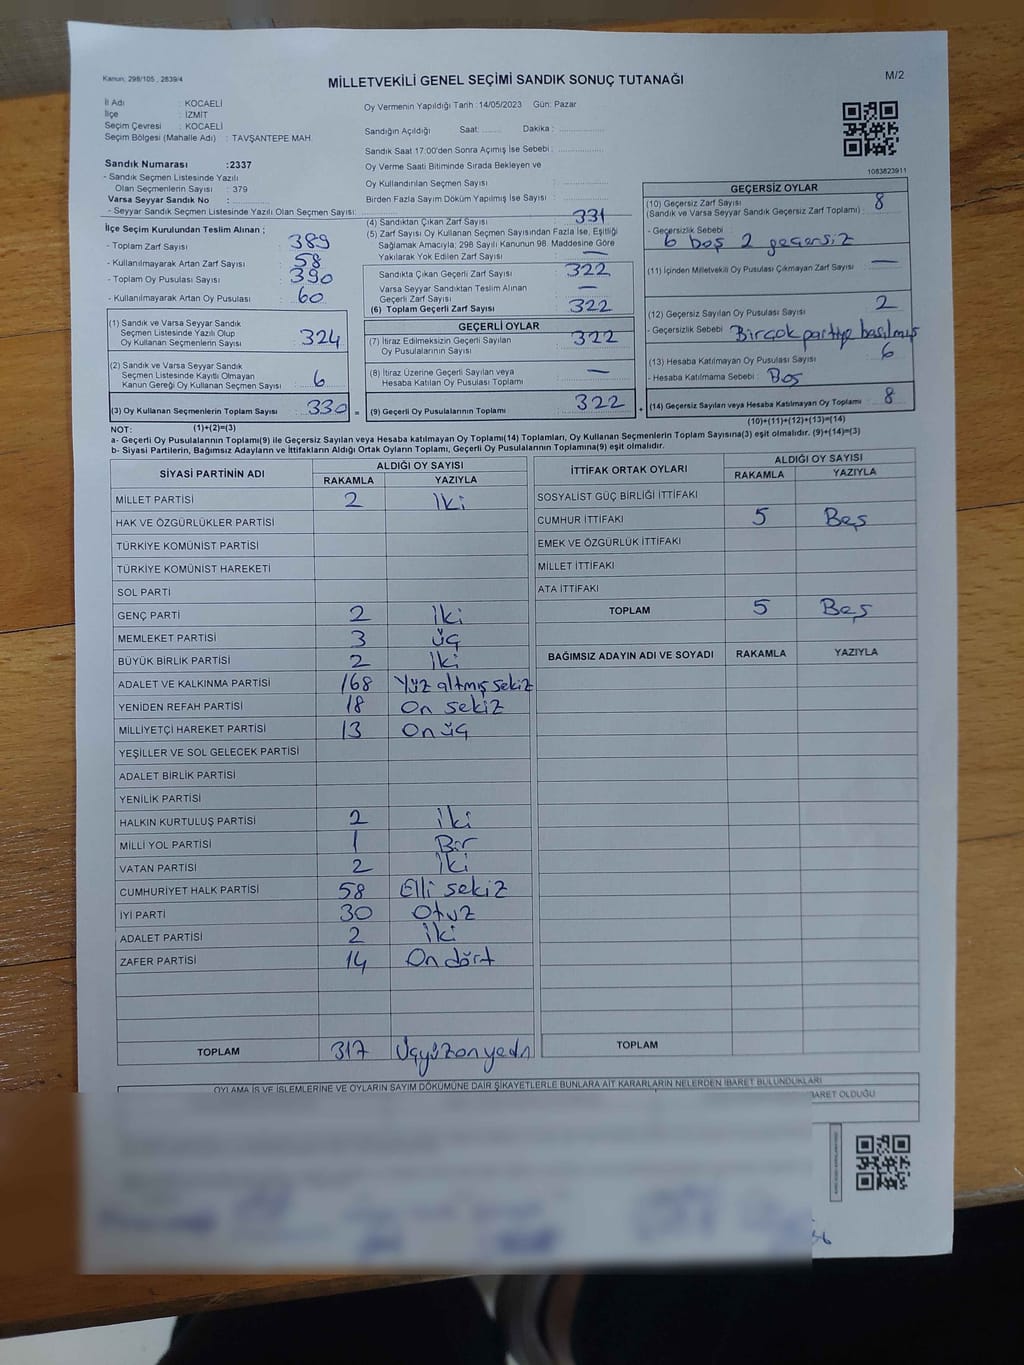 Kanun: 298/105 , 2839/4
MİLLETVEKİLİ GENEL SEÇİMİ SANDIK SONUÇ TUTANAĞI
M/2
İl Adı : KOCAELİ
İlçe : İZMİT
Seçim Çevresi : KOCAELİ
Seçim Bölgesi (Mahalle Adı) : TAVŞANTEPE MAH.
Sandık Numarası :2337
- Sandık Seçmen Listesinde Yazılı
Olan Seçmenlerin Sayısı : 379
Varsa Seyyar Sandık No :
- Seyyar Sandık Seçmen Listesinde Yazılı Olan Seçmen Sayısı:
Oy Vermenin Yapıldığı Tarih :14/05/2023 Gün: Pazar
Sandığın Açıldığı Saat: Dakika :
Sandık Saat 17:00'den Sonra Açımış İse Sebebi :
Oy Verme Saati Bitiminde Sırada Bekleyen ve
Oy Kullandırılan Seçmen Sayısı :
Birden Fazla Sayım Döküm Yapılmış İse Sayısı :
1083823911
İlçe Seçim Kurulundan Teslim Alınan ;
- Toplam Zarf Sayısı : 389
- Kullanılmayarak Artan Zarf Sayısı : 58
- Toplam Oy Pusulası Sayısı : 390
- Kullanılmayarak Artan Oy Pusulası : 60
(1) Sandık ve Varsa Seyyar Sandık
Seçmen Listesinde Yazılı Olup
Oy Kullanan Seçmenlerin Sayısı : 324
(2) Sandık ve Varsa Seyyar Sandık
Seçmen Listesinde Kayıtlı Olmayan
Kanun Gereği Oy Kullanan Seçmen Sayısı : 6
(3) Oy Kullanan Seçmenlerin Toplam Sayısı : 330
(1)+(2)=(3)
(4) Sandıktan Çıkan Zarf Sayısı : 331
(5) Zarf Sayısı Oy Kullanan Seçmen Sayısından Fazla İse, Eşitliği
Sağlamak Amacıyla; 298 Sayılı Kanunun 98. Maddesine Göre
Yakılarak Yok Edilen Zarf Sayısı : —
Sandıkta Çıkan Geçerli Zarf Sayısı : 322
Varsa Seyyar Sandıktan Teslim Alınan
Geçerli Zarf Sayısı : —
(6) Toplam Geçerli Zarf Sayısı : 322
GEÇERLİ OYLAR
(7) İtiraz Edilmeksizin Geçerli Sayılan
Oy Pusulalarının Sayısı : 322
(8) İtiraz Üzerine Geçerli Sayılan veya
Hesaba Katılan Oy Pusulası Toplamı : —
= (9) Geçerli Oy Pusulalarının Toplamı : 322 +
GEÇERSİZ OYLAR
(10) Geçersiz Zarf Sayısı : 8
(Sandık ve Varsa Seyyar Sandık Geçersiz Zarf Toplamı)
- Geçersizlik Sebebi :
6 boş 2 geçersiz
(11) İçinden Milletvekili Oy Pusulası Çıkmayan Zarf Sayısı : —
(12) Geçersiz Sayılan Oy Pusulası Sayısı : 2
- Geçersizlik Sebebi : Birçok partiye basılmış
(13) Hesaba Katılmayan Oy Pusulası Sayısı : 6
- Hesaba Katılmama Sebebi : Boş
(14) Geçersiz Sayılan veya Hesaba Katılmayan Oy Toplamı : 8
(10)+(11)+(12)+(13)=(14)
NOT:
a- Geçerli Oy Pusulalarının Toplamı(9) ile Geçersiz Sayılan veya Hesaba katılmayan Oy Toplamı(14) Toplamları, Oy Kullanan Seçmenlerin Toplam Sayısına(3) eşit olmalıdır. (9)+(14)=(3)
b- Siyasi Partilerin, Bağımsız Adayların ve İttifakların Aldığı Oyların Toplamı, Geçerli Oy Pusulalarının Toplamına(9) eşit olmalıdır.
SİYASİ PARTİNİN ADI ALDIĞI OY SAYISI
RAKAMLA YAZIYLA
MİLLET PARTİSİ 2 İki
HAK VE ÖZGÜRLÜKLER PARTİSİ
TÜRKİYE KOMÜNİST PARTİSİ
TÜRKİYE KOMÜNİST HAREKETİ
SOL PARTİ
GENÇ PARTİ 2 İki
MEMLEKET PARTİSİ 3 üç
BÜYÜK BİRLİK PARTİSİ 2 İki
ADALET VE KALKINMA PARTİSİ 168 Yüz altmış sekiz
YENİDEN REFAH PARTİSİ 18 On sekiz
MİLLİYETÇİ HAREKET PARTİSİ 13 On üç
YEŞİLLER VE SOL GELECEK PARTİSİ
ADALET BİRLİK PARTİSİ
YENİLİK PARTİSİ
HALKIN KURTULUŞ PARTİSİ 2 İki
MİLLİ YOL PARTİSİ 1 Bir
VATAN PARTİSİ 2 İki
CUMHURİYET HALK PARTİSİ 58 Elli sekiz
İYİ PARTİ 30 Otuz
ADALET PARTİSİ 2 İki
ZAFER PARTİSİ 14 On dört
TOPLAM 317 Üçyüzonyedi
İTTİFAK ORTAK OYLARI ALDIĞI OY SAYISI
RAKAMLA YAZIYLA
SOSYALİST GÜÇ BİRLİĞİ İTTİFAKI
CUMHUR İTTİFAKI 5 Beş
EMEK VE ÖZGÜRLÜK İTTİFAKI
MİLLET İTTİFAKI
ATA İTTİFAKI
TOPLAM 5 Beş
BAĞIMSIZ ADAYIN ADI VE SOYADI RAKAMLA YAZIYLA
TOPLAM
OYLAMA İŞ VE İŞLEMLERİNE VE OYLARIN SAYIM DÖKÜMÜNE DAİR ŞİKAYETLERLE BUNLARA AİT KARARLARIN NELERDEN İBARET BULUNDUKLARI
BARET OLDUĞU